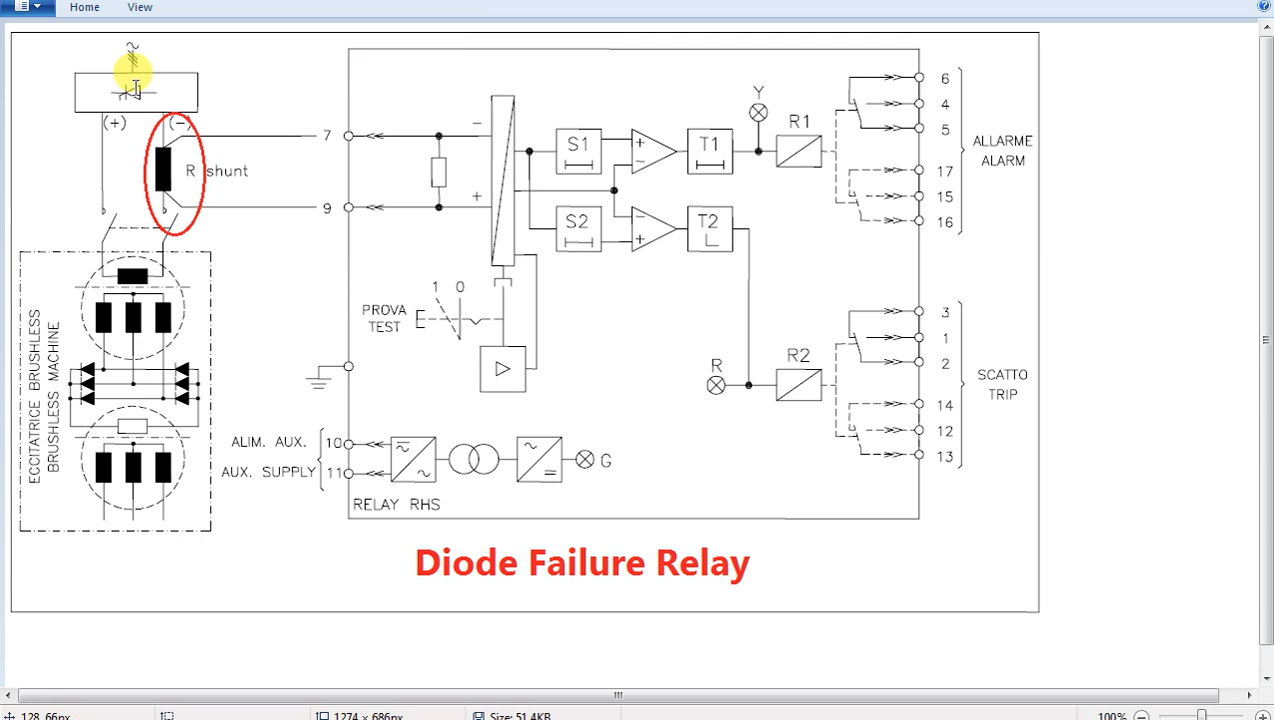 Home View
(+) (-)
R shunt
7
9
- 
+
S1
S2
+
-
-
+
T1
T2
Y
R1
6
4
5
17
15
16
ALLARME
ALARM
1 0
PROVA
TEST
R
R2
3
1
2
14
12
13
SCATTO
TRIP
ECCITATRICE BRUSHLESS
BRUSHLESS MACHINE
ALIM. AUX. 10
AUX. SUPPLY 11
G
RELAY RHS
Diode Failure Relay
128, 66px
1274 × 686px
Size: 51.4KB
100%